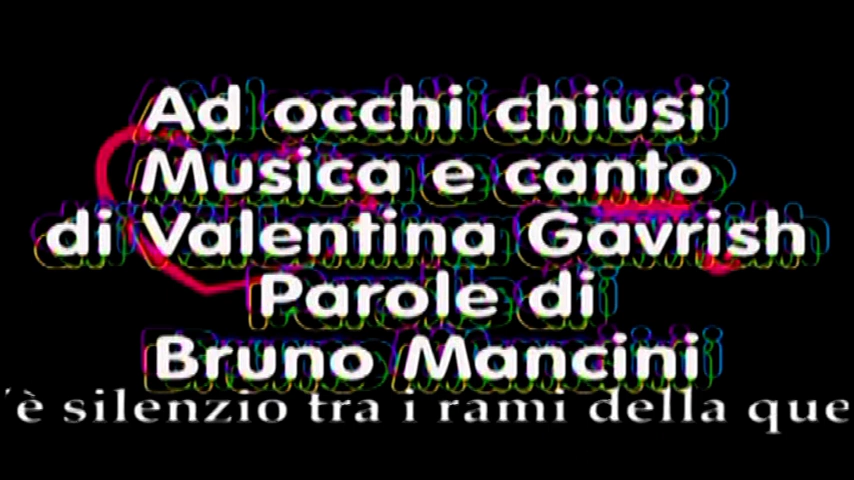 Ad occhi chiusi
Musica e canto
di Valentina Gavrish
Parole di
Bruno Mancini
'è silenzio tra i rami della que